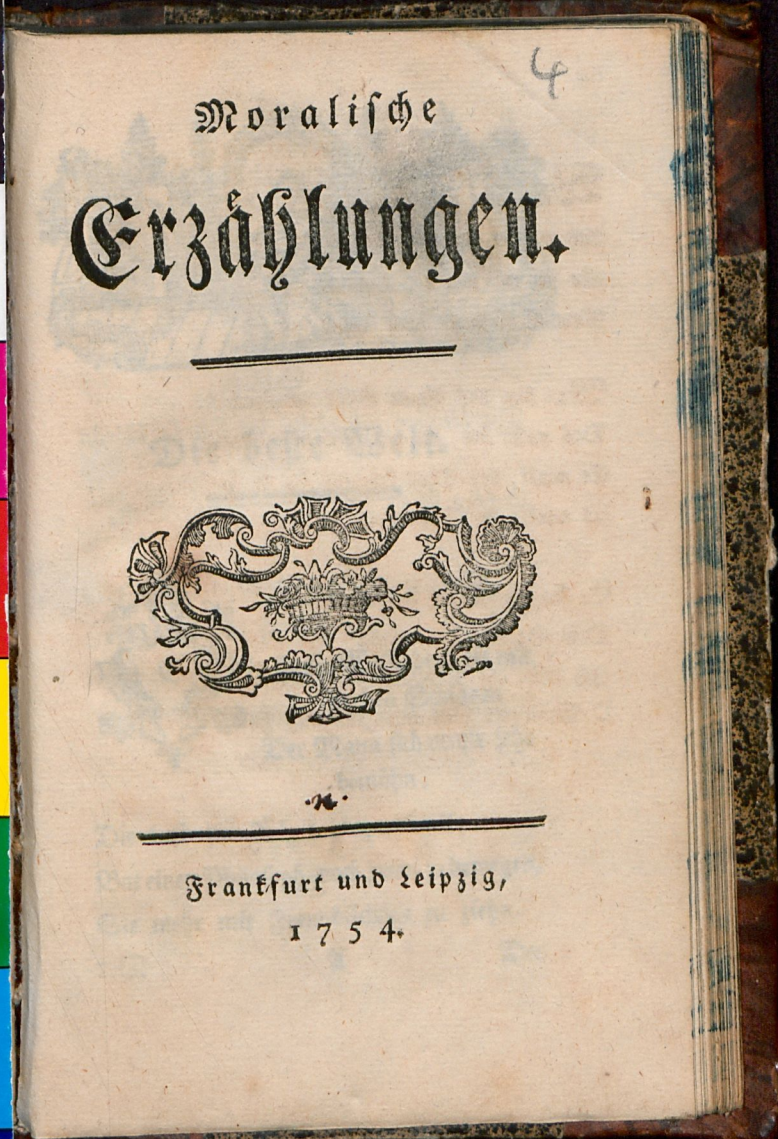 4
Moralische
Erzählungen.
.n.
Frankfurt und Leipzig,
1754.